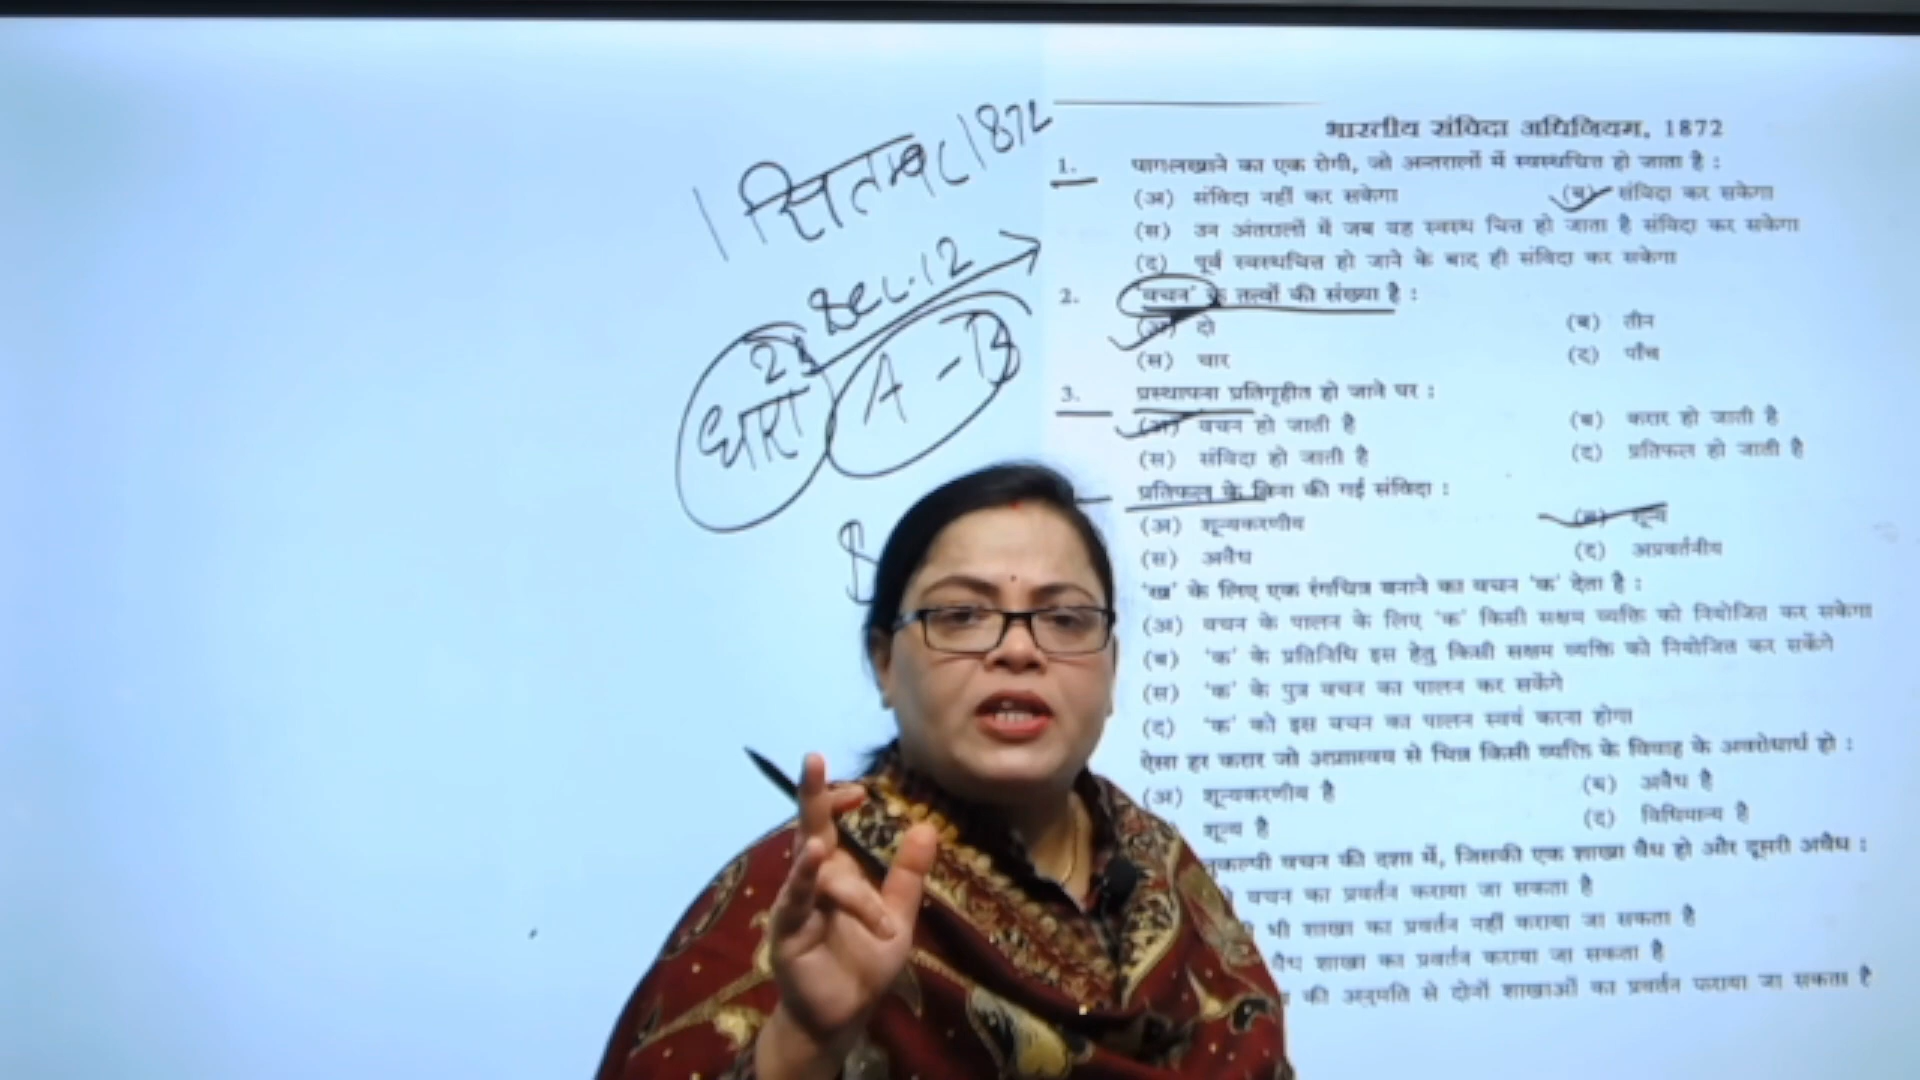 1 सितम्बर 1872
Sec. 12
धारा 25
A - B
भारतीय संविदा अधिनियम, 1872
1. पागलखाने का एक रोगी, जो अन्तरालों में स्वस्थचित्त हो जाता है :
(अ) संविदा नहीं कर सकेगा (ब) संविदा कर सकेगा
(स) उन अंतरालों में जब वह स्वस्थ चित्त हो जाता है संविदा कर सकेगा
(द) पूर्व स्वस्थचित्त हो जाने के बाद ही संविदा कर सकेगा
2. 'वचन' के तत्वों की संख्या है :
(अ) दो (ब) तीन
(स) चार (द) पाँच
3. प्रस्थापना प्रतिगृहीत हो जाने पर :
(अ) वचन हो जाती है (ब) करार हो जाती है
(स) संविदा हो जाती है (द) प्रतिफल हो जाती है
प्रतिफल के बिना की गई संविदा :
(अ) शून्यकरणीय (ब) शून्य
(स) अवैध (द) अप्रवर्तनीय
'ख' के लिए एक रंगचित्र बनाने का वचन 'क' देता है :
(अ) वचन के पालन के लिए 'क' किसी सक्षम व्यक्ति को नियोजित कर सकेगा
(ब) 'क' के प्रतिनिधि इस हेतु किसी सक्षम व्यक्ति को नियोजित कर सकेंगे
(स) 'क' के पुत्र वचन का पालन कर सकेंगे
(द) 'क' को इस वचन का पालन स्वयं करना होगा
ऐसा हर करार जो अप्राप्तवय से भिन्न किसी व्यक्ति के विवाह के अवरोधार्थ हो :
(अ) शून्यकरणीय है (ब) अवैध है
शून्य है (द) विधिमान्य है
वचन की दशा में, जिसकी एक शाखा वैध हो और दूसरी अवैध :
वचन का प्रवर्तन कराया जा सकता है
भी शाखा का प्रवर्तन नहीं कराया जा सकता है
वैध शाखा का प्रवर्तन कराया जा सकता है
की अनुमति से दोनों शाखाओं का प्रवर्तन कराया जा सकता है